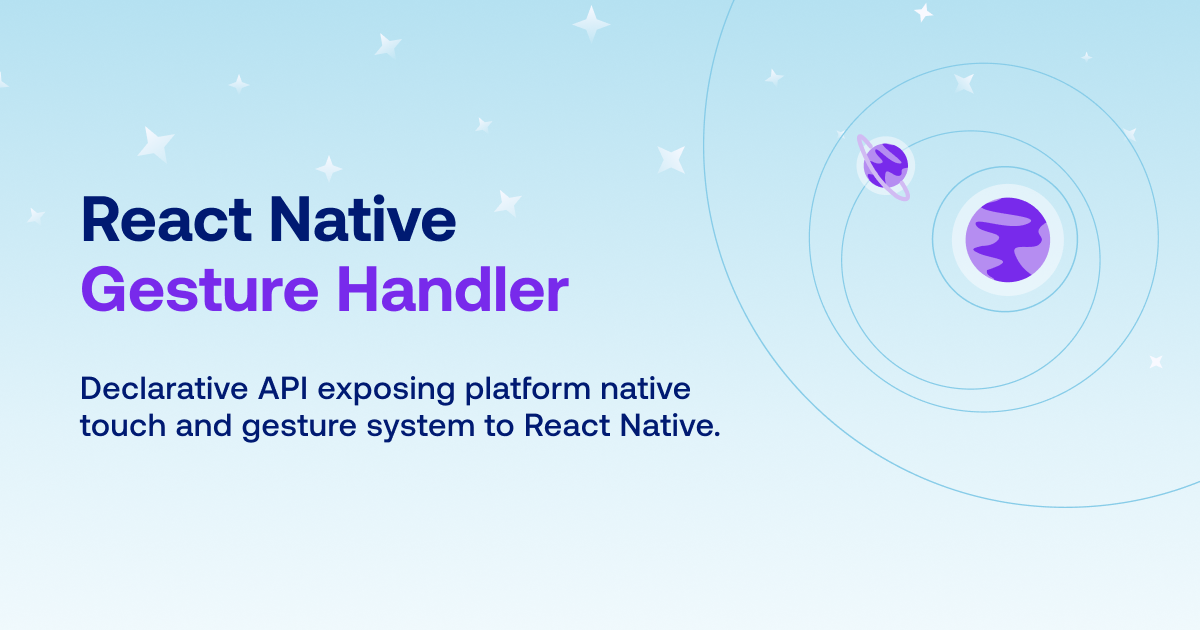 React Native
Gesture Handler
Declarative API exposing platform native
touch and gesture system to React Native.